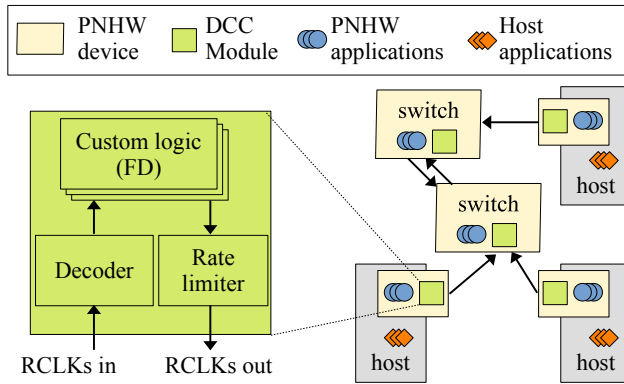 PNHW
device
DCC
Module
PNHW
applications
Host
applications
Custom logic
(FD)
Decoder
Rate
limiter
RCLKs in
RCLKs out
switch
host
switch
host
host